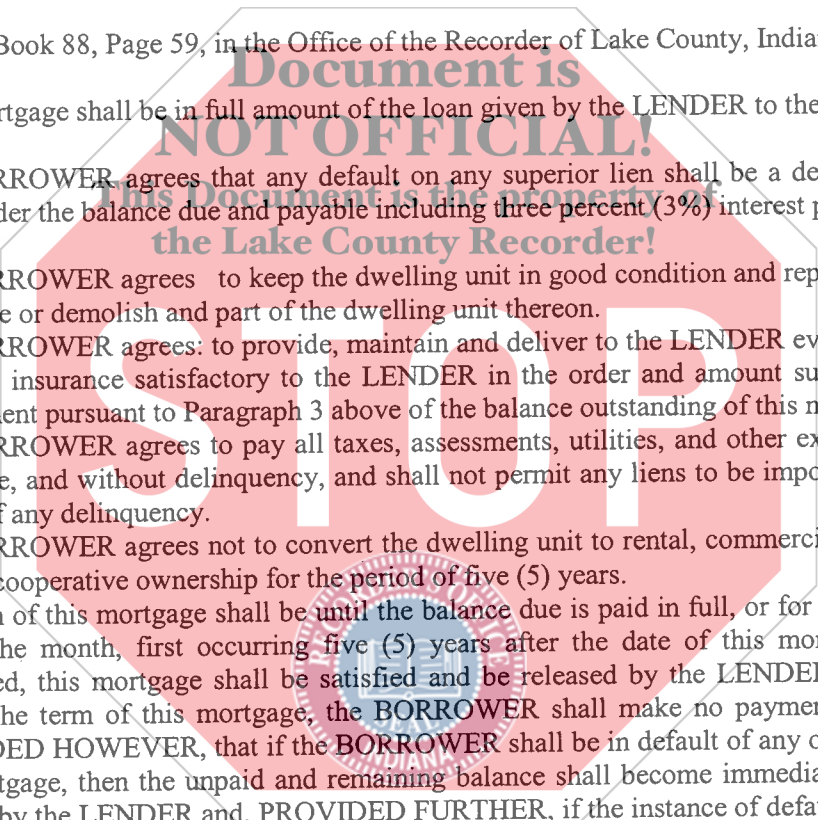 Book 88, Page 59, in the Office of the Recorder of Lake County, India
Document is
rtgage shall be in full amount of the loan given by the LENDER to the
NOT OFFICIAL!
RROWER agrees that any default on any superior lien shall be a de
This Document is the property of
der the balance due and payable including three percent (3%) interest p
the Lake County Recorder!
RROWER agrees to keep the dwelling unit in good condition and rep
e or demolish and part of the dwelling unit thereon.
RROWER agrees: to provide, maintain and deliver to the LENDER ev
insurance satisfactory to the LENDER in the order and amount su
ent pursuant to Paragraph 3 above of the balance outstanding of this m
RROWER agrees to pay all taxes, assessments, utilities, and other ex
e, and without delinquency, and shall not permit any liens to be impo
f any delinquency.
STOP
RROWER agrees not to convert the dwelling unit to rental, commerci
cooperative ownership for the period of five (5) years.
n of this mortgage shall be until the balance due is paid in full, or for
he month, first occurring five (5) years after the date of this mor
ed, this mortgage shall be satisfied and be released by the LENDER
he term of this mortgage, the BORROWER shall make no paymen
DED HOWEVER, that if the BORROWER shall be in default of any o
INDIANA
tgage, then the unpaid and remaining balance shall become immedia
by the LENDER and, PROVIDED FURTHER, if the instance of defau